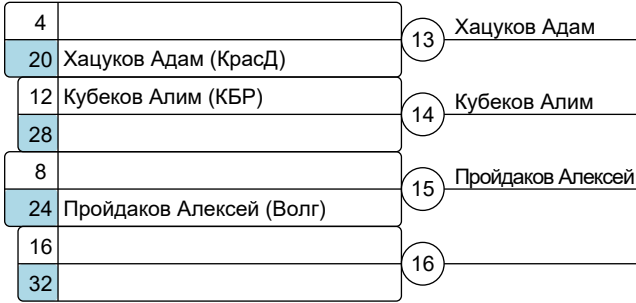 4
13 Хацуков Адам
20 Хацуков Адам (КрасД)
12 Кубеков Алим (КБР)
14 Кубеков Алим
28
8
15 Пройдаков Алексей
24 Пройдаков Алексей (Волг)
16
16
32